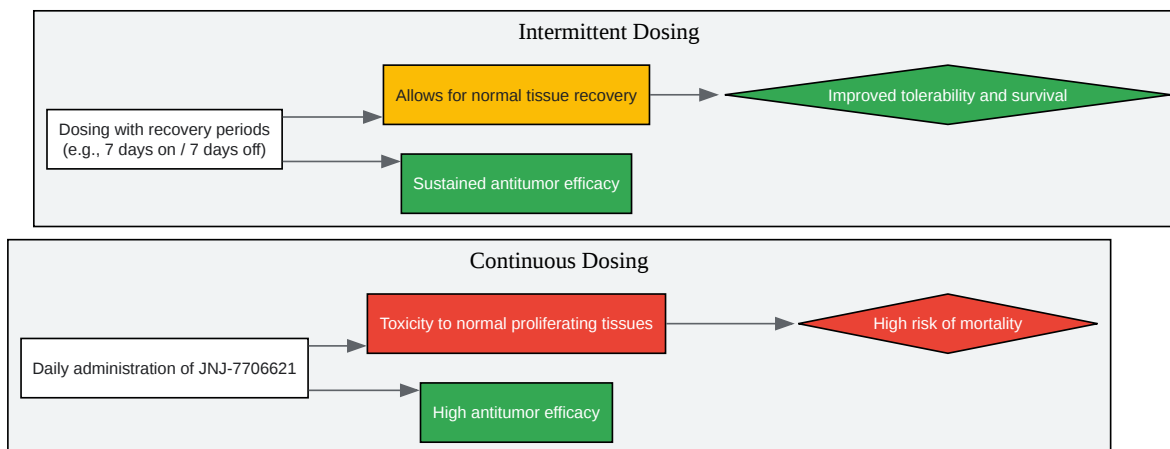 Intermittent Dosing
Dosing with recovery periods
(e.g., 7 days on / 7 days off)
Allows for normal tissue recovery
Improved tolerability and survival
Sustained antitumor efficacy
Continuous Dosing
Daily administration of JNJ-7706621
Toxicity to normal proliferating tissues
High risk of mortality
High antitumor efficacy